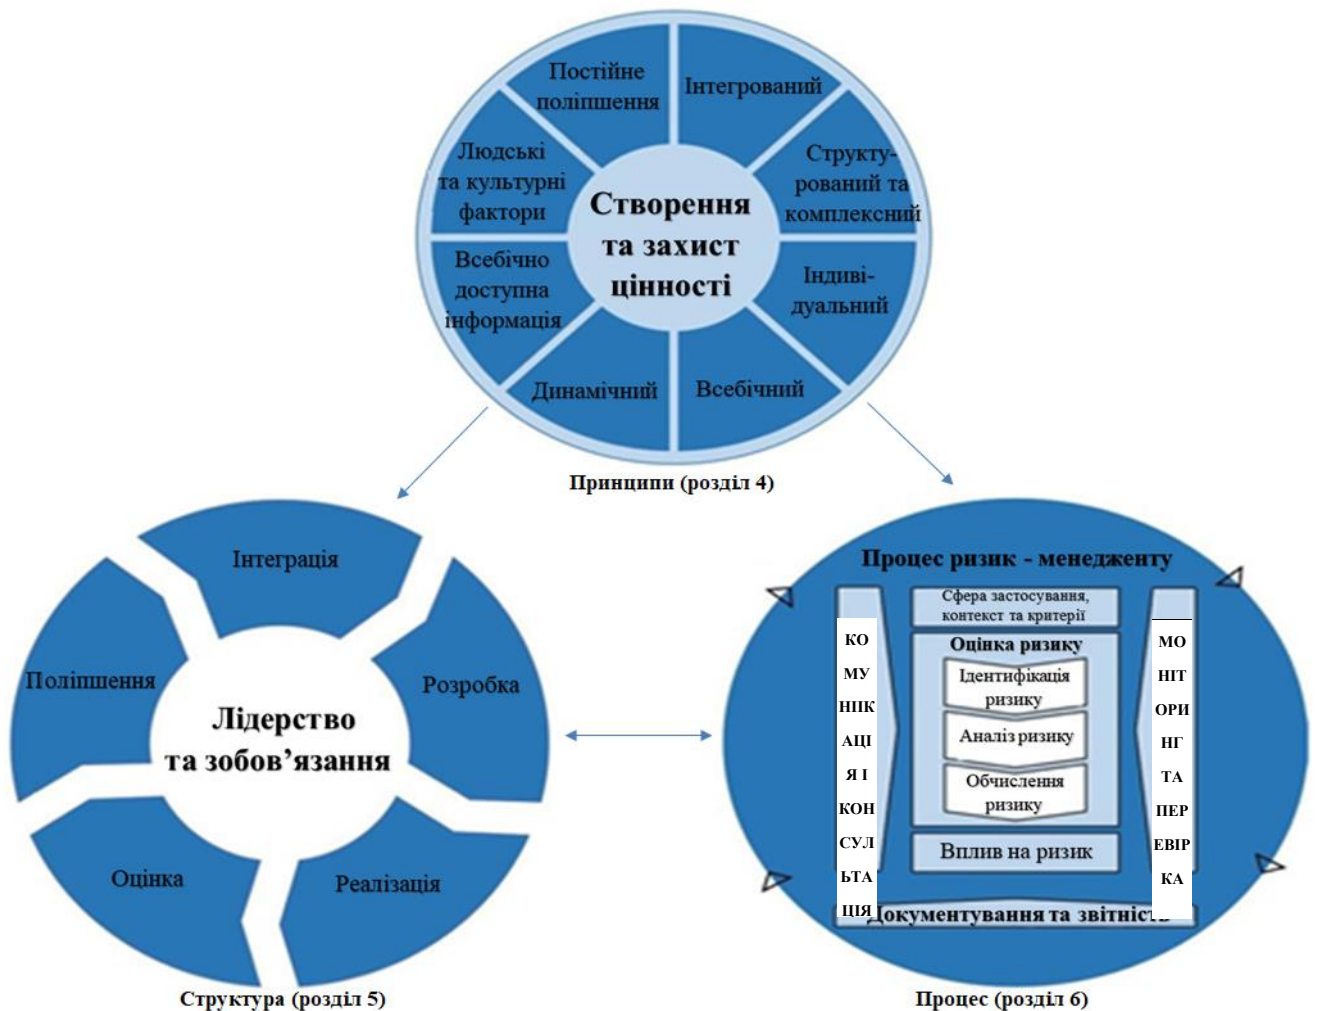 Постійне
поліпшення
Інтегрований
Людські
та культурні
фактори
Структу-
рований та
комплексний
Створення
та захист
цінності
Всебічно
доступна
інформація
Індиві-
дуальний
Динамічний
Всебічний
Принципи (розділ 4)
Інтеграція
Поліпшення
Розробка
Лідерство
та зобов’язання
Оцінка
Реалізація
Структура (розділ 5)
Процес ризик - менеджменту
Сфера застосування,
контекст та критерії
Оцінка ризику
Ідентифікація
ризику
Аналіз ризику
Обчислення
ризику
Вплив на ризик
КО
МУ
НІК
АЦІ
Я І
КОН
СУЛ
ЬТА
ЦІЯ
МО
НІТ
ОРИ
НГ
ТА
ПЕР
ЕВІР
КА
Документування та звітність
Процес (розділ 6)